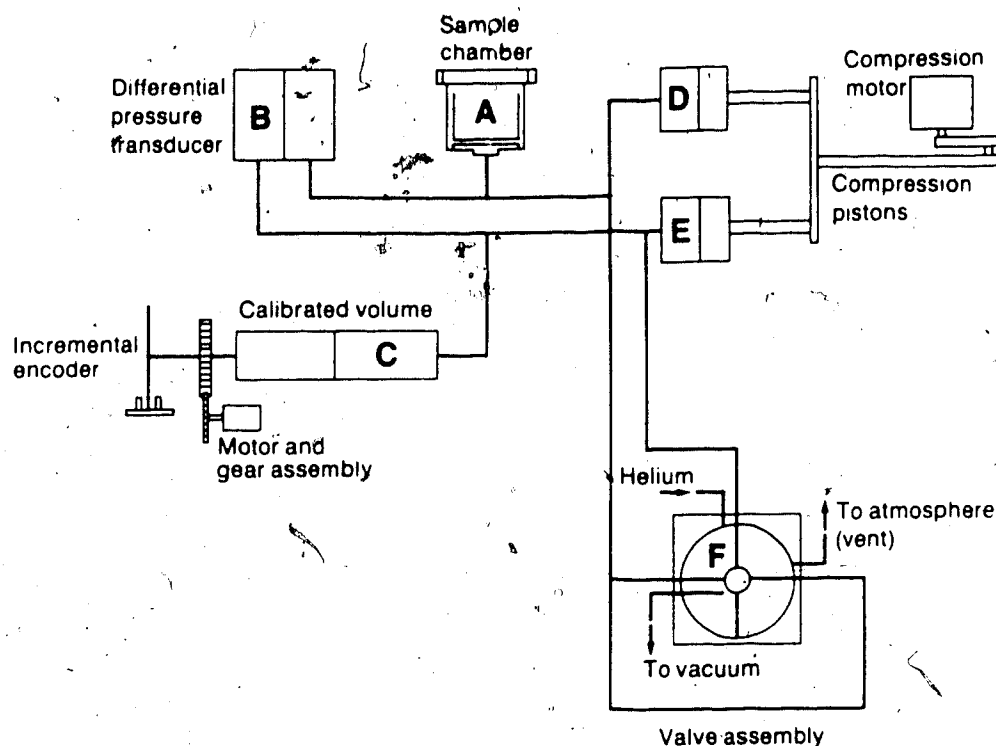 Sample
chamber
Compression
motor
Differential
pressure
transducer
B
A
D
Compression
pistons
E
Calibrated volume
Incremental
encoder
C
Motor and
gear assembly
Helium
To atmosphere
(vent)
F
To vacuum
Valve assembly